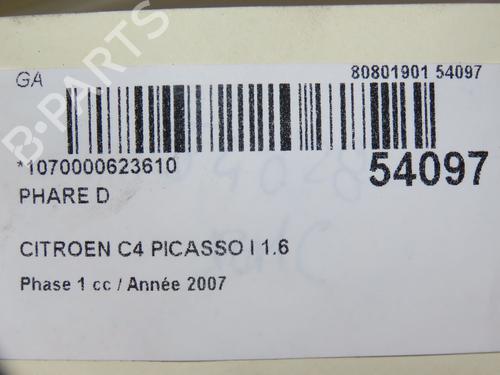 GA
80801901 54097
*1070000623610
54097
PHARE D
CITROEN C4 PICASSO I 1.6
Phase 1 cc / Année 2007
B-PARTS